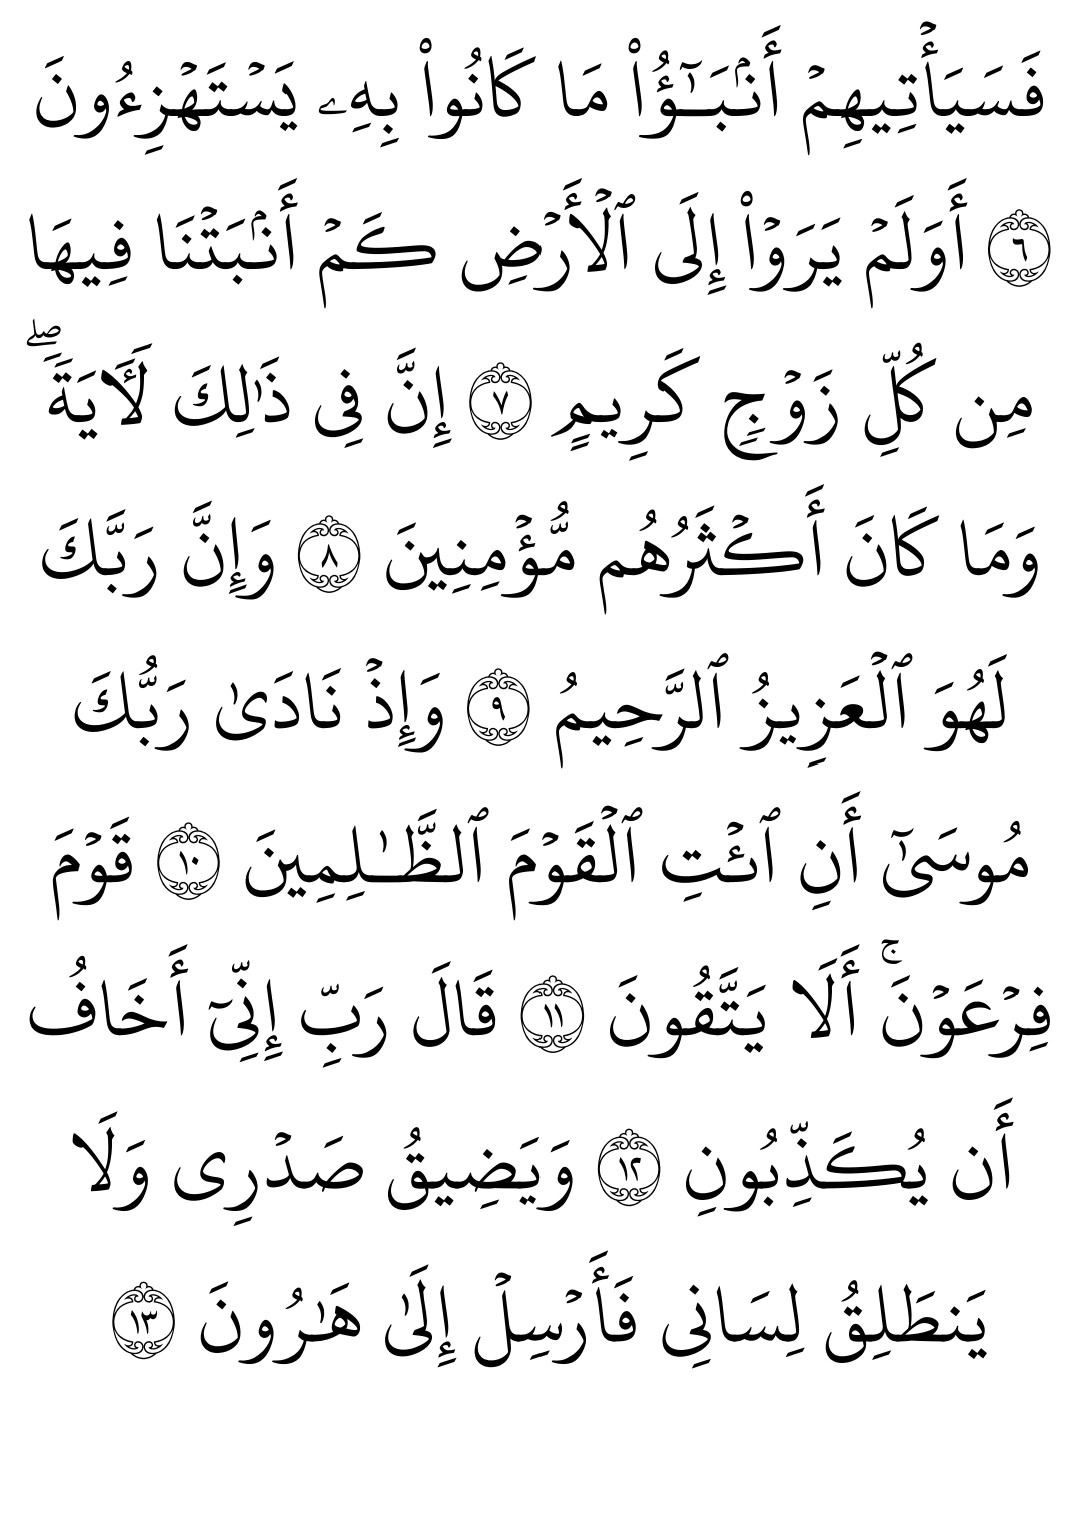 فَسَيَأْتِيهِمْ أَنۢبَـٰٓؤُا۟ مَا كَانُوا۟ بِهِۦ يَسْتَهْزِءُونَ
٦ أَوَلَمْ يَرَوْا۟ إِلَى ٱلْأَرْضِ كَمْ أَنۢبَتْنَا فِيهَا
مِن كُلِّ زَوْجٍۢ كَرِيمٍ ٧ إِنَّ فِى ذَٰلِكَ لَـَٔايَةًۭ ۖ
وَمَا كَانَ أَكْثَرُهُم مُّؤْمِنِينَ ٨ وَإِنَّ رَبَّكَ
لَهُوَ ٱلْعَزِيزُ ٱلرَّحِيمُ ٩ وَإِذْ نَادَىٰ رَبُّكَ
مُوسَىٰٓ أَنِ ٱئْتِ ٱلْقَوْمَ ٱلظَّـٰلِمِينَ ١٠ قَوْمَ
فِرْعَوْنَ ۚ أَلَا يَتَّقُونَ ١١ قَالَ رَبِّ إِنِّىٓ أَخَافُ
أَن يُكَذِّبُونِ ١٢ وَيَضِيقُ صَدْرِى وَلَا
يَنطَلِقُ لِسَانِى فَأَرْسِلْ إِلَىٰ هَـٰرُونَ ١٣